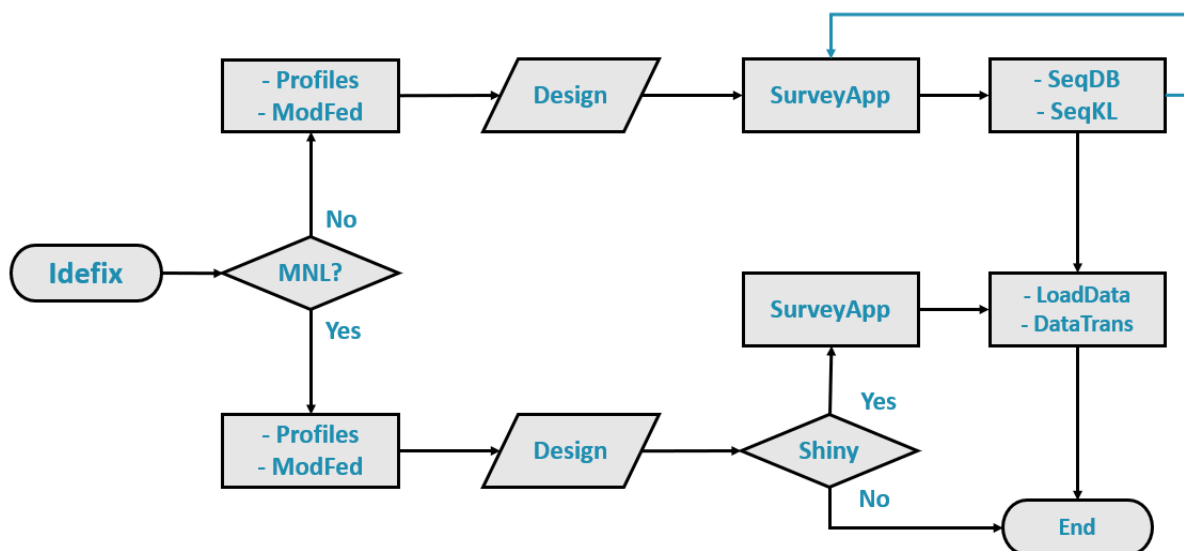 - Profiles
- ModFed
Design
SurveyApp
- SeqDB
- SeqKL
No
Idefix
MNL?
Yes
SurveyApp
- LoadData
- DataTrans
- Profiles
- ModFed
Design
Yes
Shiny
No
End